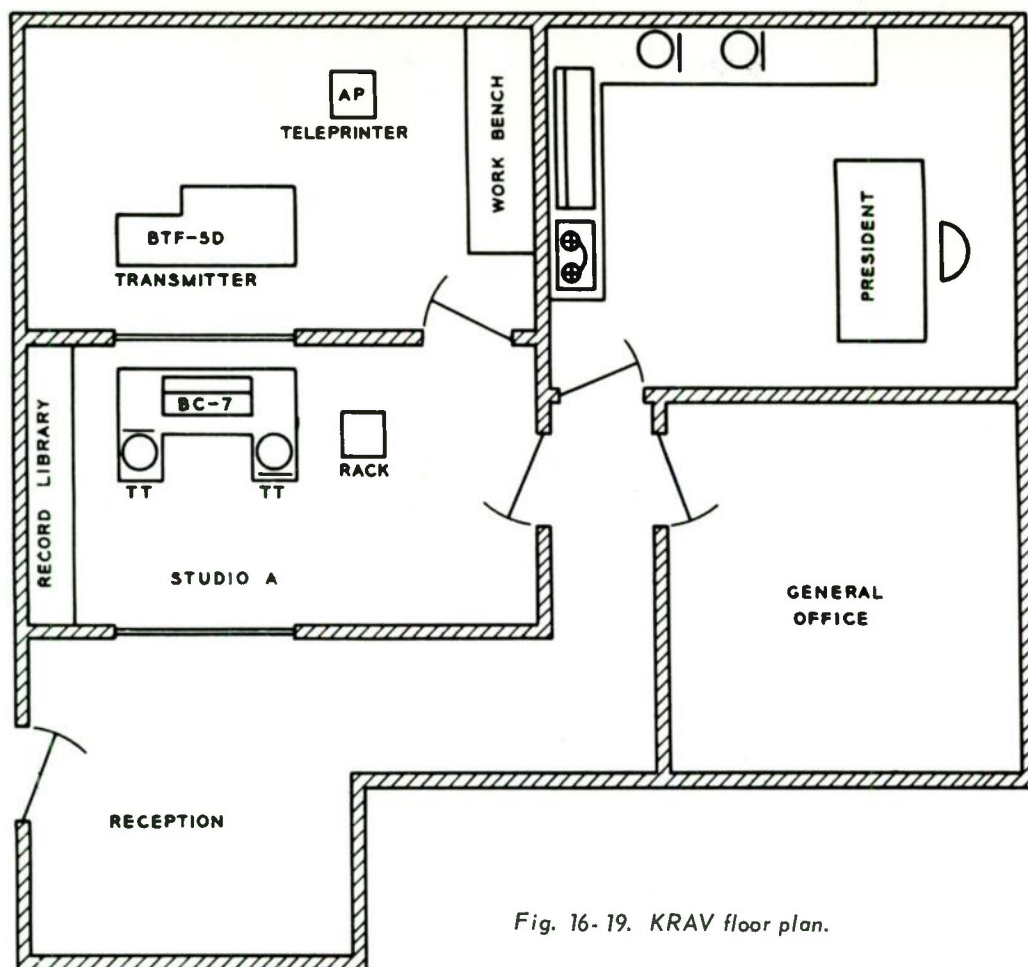 AP
TELEPRINTER
WORK BENCH
BTF-5D
TRANSMITTER
PRESIDENT
RECORD LIBRARY
BC-7
TT
TT
RACK
STUDIO A
GENERAL
OFFICE
RECEPTION
Fig. 16-19. KRAV floor plan.